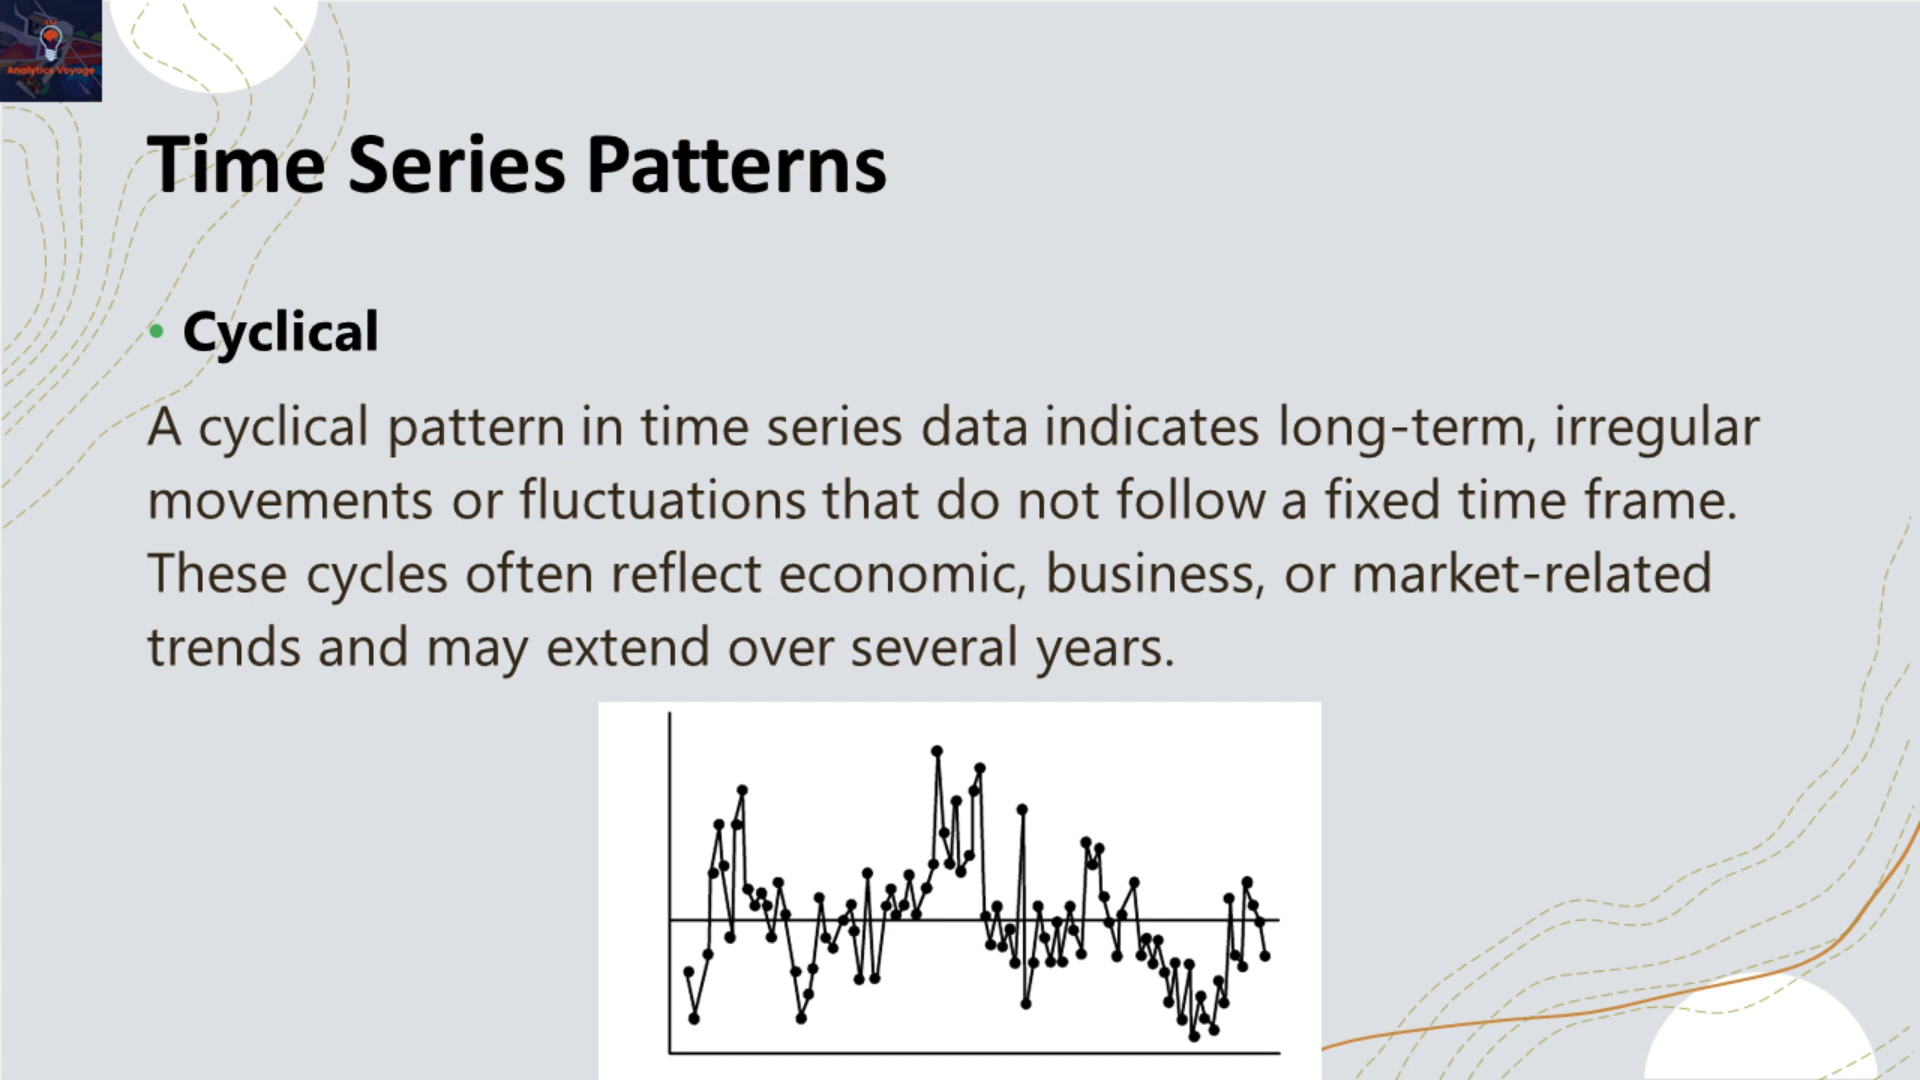 Analytics Voyage
Time Series Patterns
• Cyclical
A cyclical pattern in time series data indicates long-term, irregular
movements or fluctuations that do not follow a fixed time frame.
These cycles often reflect economic, business, or market-related
trends and may extend over several years.